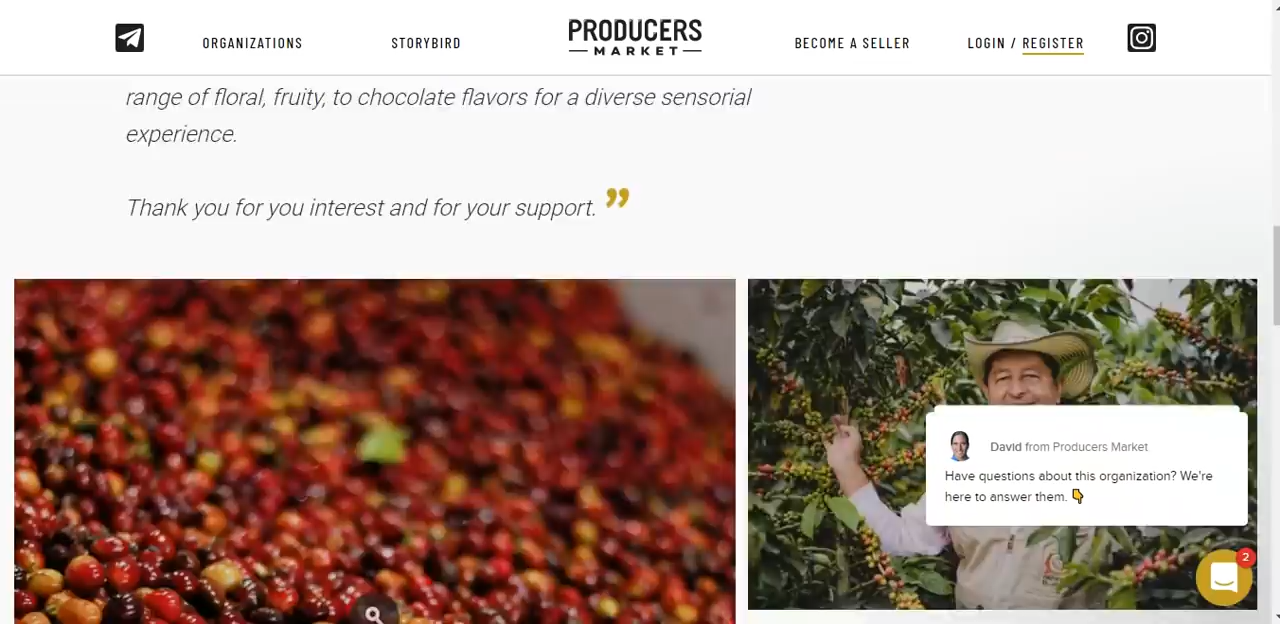 ORGANIZATIONS
STORYBIRD
PRODUCERS
MARKET
BECOME A SELLER
LOGIN / REGISTER
range of floral, fruity, to chocolate flavors for a diverse sensorial
experience.
Thank you for you interest and for your support. ”
David from Producers Market
Have questions about this organization? We're
here to answer them. 👇
2